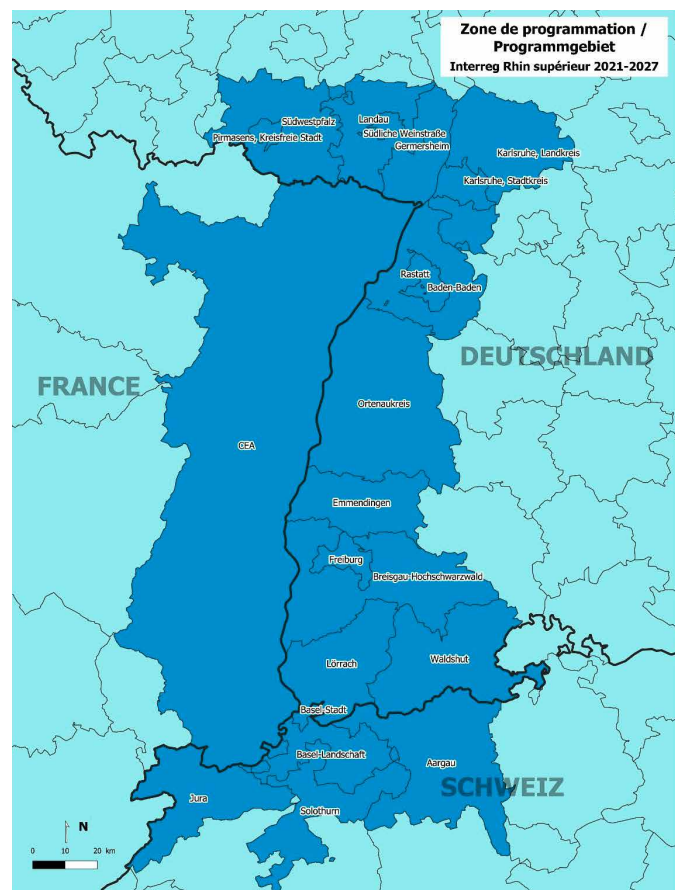 Zone de programmation /
Programmgebiet
Interreg Rhin supérieur 2021-2027
Südwestpfalz
Landau
Pirmasens, Kreisfreie Stadt
Südliche Weinstraße
Germersheim
Karlsruhe, Landkreis
Karlsruhe, Stadtkreis
Rastatt
Baden-Baden
DEUTSCHLAND
FRANCE
Ortenaukreis
CEA
Emmendingen
Freiburg
Breisgau-Hochschwarzwald
Lörrach
Waldshut
Basel-Stadt
Basel-Landschaft
Aargau
SCHWEIZ
Jura
Solothurn
N
0 10 20 km